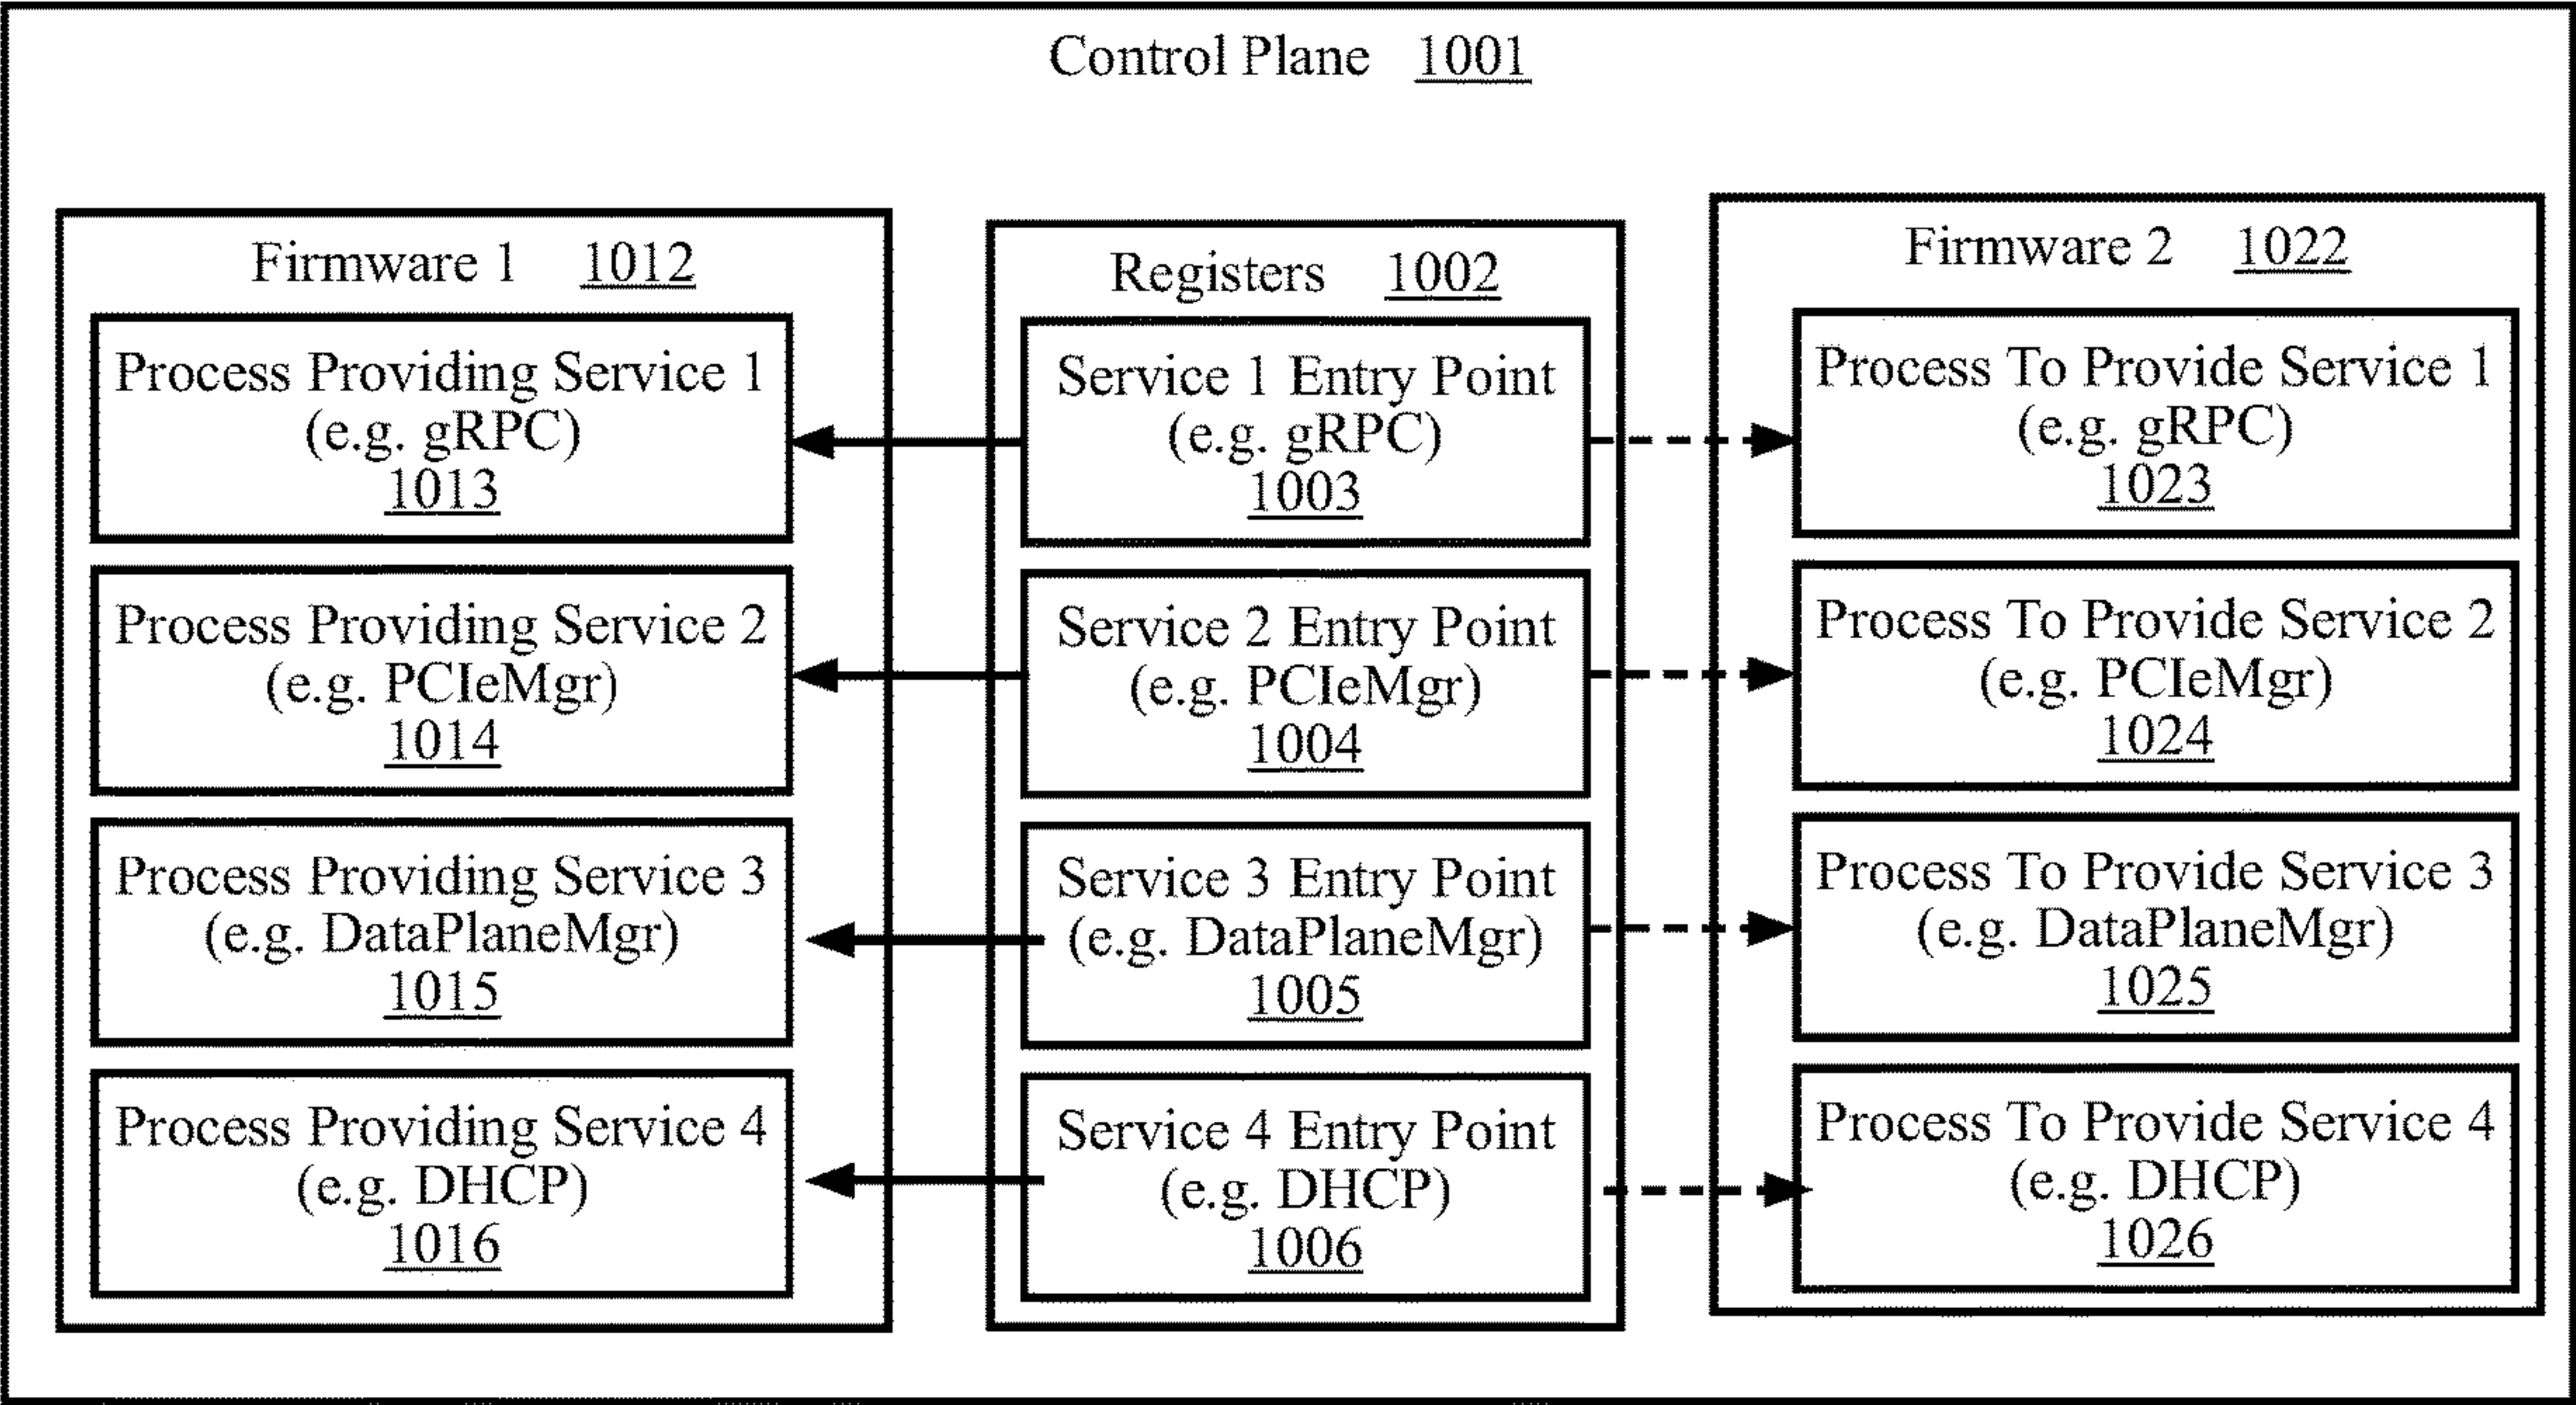 Control Plane 1001
Firmware 1 1012
Process Providing Service 1
(e.g. gRPC)
1013
Process Providing Service 2
(e.g. PCIeMgr)
1014
Process Providing Service 3
(e.g. DataPlaneMgr)
1015
Process Providing Service 4
(e.g. DHCP)
1016
Registers 1002
Service 1 Entry Point
(e.g. gRPC)
1003
Service 2 Entry Point
(e.g. PCIeMgr)
1004
Service 3 Entry Point
(e.g. DataPlaneMgr)
1005
Service 4 Entry Point
(e.g. DHCP)
1006
Firmware 2 1022
Process To Provide Service 1
(e.g. gRPC)
1023
Process To Provide Service 2
(e.g. PCIeMgr)
1024
Process To Provide Service 3
(e.g. DataPlaneMgr)
1025
Process To Provide Service 4
(e.g. DHCP)
1026